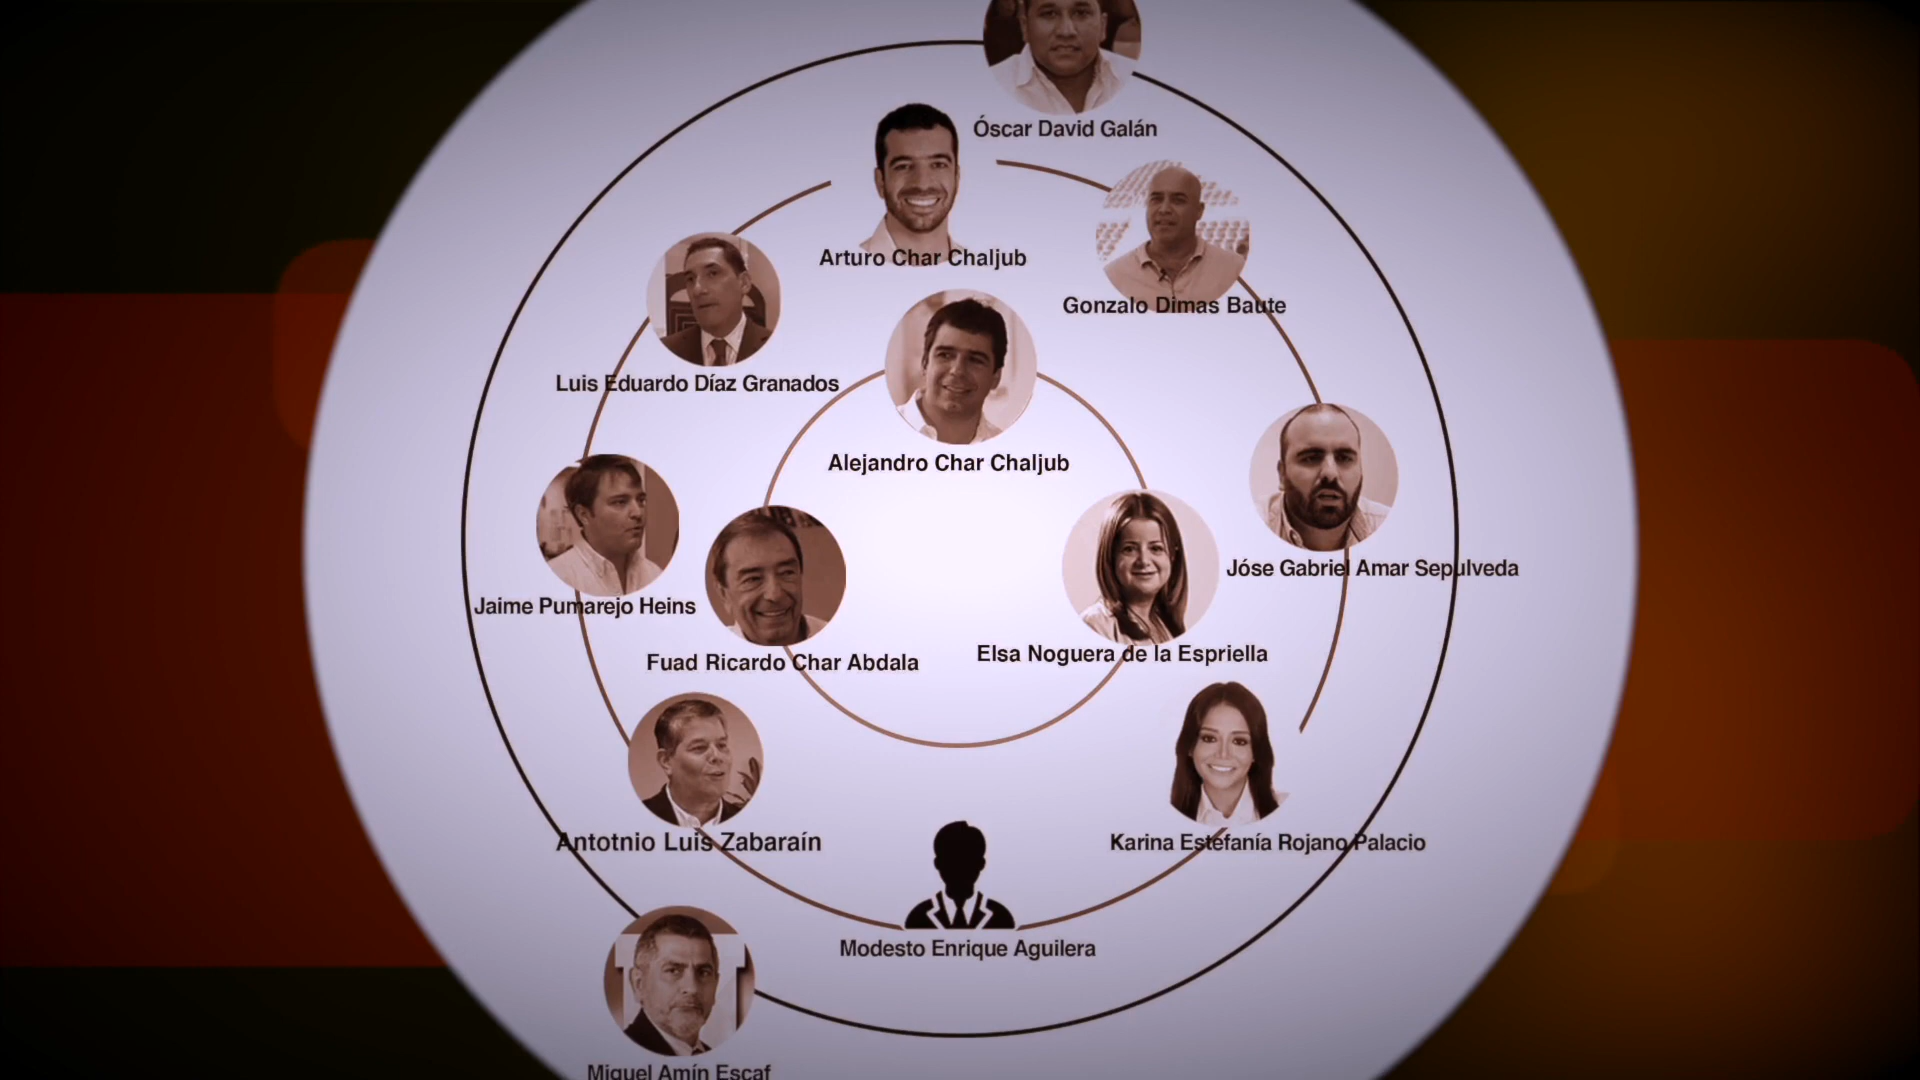 Óscar David Galán
Arturo Char Chaljub
Gonzalo Dimas Baute
Luis Eduardo Díaz Granados
Alejandro Char Chaljub
Jóse Gabriel Amar Sepulveda
Jaime Pumarejo Heins
Fuad Ricardo Char Abdala
Elsa Noguera de la Espriella
Antotnio Luis Zabaraín
Karina Estefanía Rojano Palacio
Modesto Enrique Aguilera
Miguel Amín Escaf